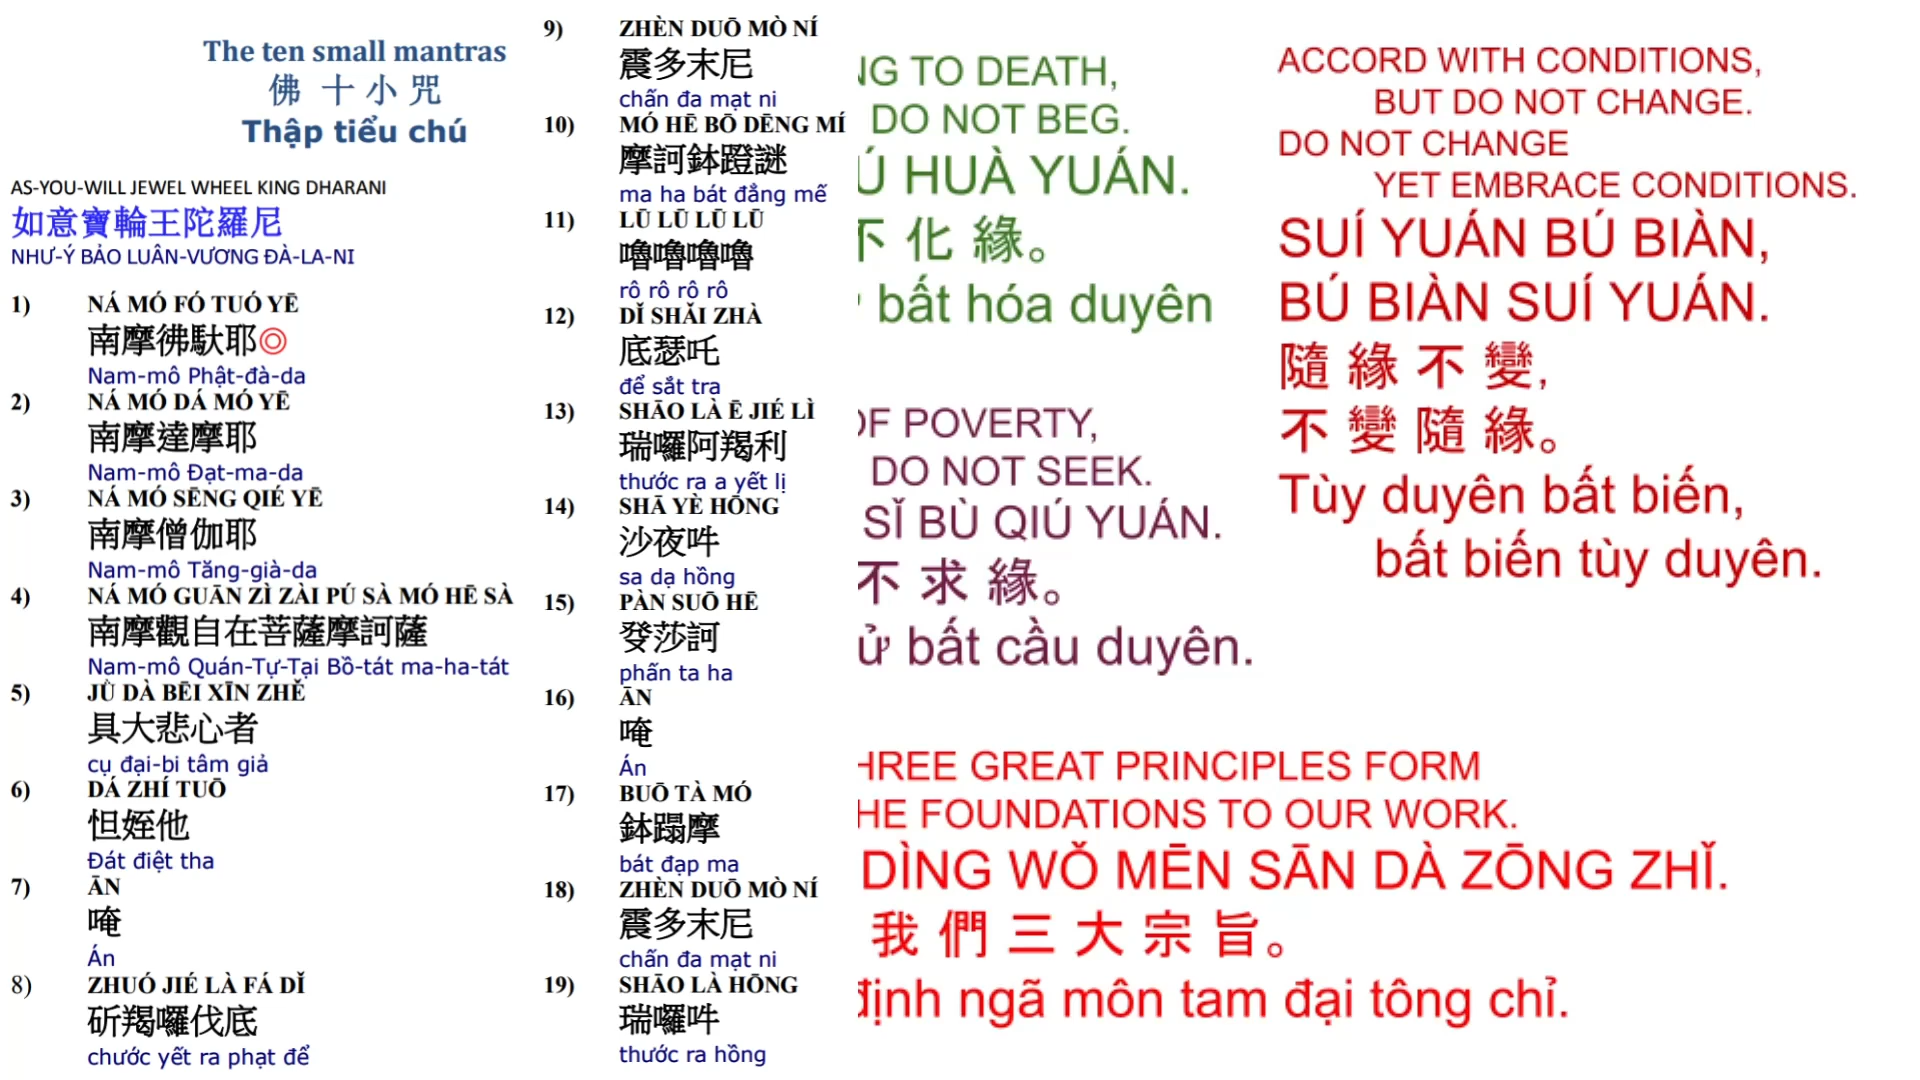 The ten small mantras
佛 十 小 咒
Thập tiểu chú
AS-YOU-WILL JEWEL WHEEL KING DHARANI
如意寶輪王陀羅尼
NHƯ-Ý BẢO LUÂN-VƯƠNG ĐÀ-LA-NI
1) NÁ MÓ FÓ TUÓ YĒ
南摩彿馱耶◎
Nam-mô Phật-đà-da
2) NÁ MÓ DÁ MÓ YĒ
南摩達摩耶
Nam-mô Đạt-ma-da
3) NÁ MÓ SĒNG QIÉ YĒ
南摩僧伽耶
Nam-mô Tăng-già-da
4) NÁ MÓ GUĀN ZÌ ZÀI PÚ SÀ MÓ HĒ SÀ
南摩觀自在菩薩摩訶薩
Nam-mô Quán-Tự-Tại Bồ-tát ma-ha-tát
5) JÙ DÀ BĒI XĪN ZHĚ
具大悲心者
cụ đại-bi tâm giả
6) DÁ ZHÍ TUŌ
怛姪他
Đát điệt tha
7) ĀN
唵
Án
8) ZHUÓ JIÉ LÀ FÁ DǏ
斫羯囉伐底
chước yết ra phạt để
9) ZHÈN DUŌ MÒ NÍ
震多末尼
chấn đa mạt ni
10) MÓ HĒ BŌ DĒNG MÍ
摩訶鉢蹬謎
ma ha bát đẳng mế
11) LŪ LŪ LŪ LŪ
嚕嚕嚕嚕
rô rô rô rô
12) DǏ SHǍI ZHÀ
底瑟吒
để sắt tra
13) SHĀO LÀ Ē JIÉ LÌ
瑞囉阿羯利
thước ra a yết lị
14) SHĀ YÈ HŌNG
沙夜吽
sa dạ hồng
15) PÀN SUŌ HĒ
癹莎訶
phấn ta ha
16) ĀN
唵
Án
17) BUŌ TÀ MÓ
鉢蹋摩
bát đạp ma
18) ZHÈN DUŌ MÒ NÍ
震多末尼
chấn đa mạt ni
19) SHĀO LÀ HŌNG
瑞囉吽
thước ra hồng
NG TO DEATH,
DO NOT BEG.
Ú HUÀ YUÁN.
不 化 緣。
bất hóa duyên
OF POVERTY,
DO NOT SEEK.
SǏ BÙ QIÚ YUÁN.
不 求 緣。
bất cầu duyên.
ACCORD WITH CONDITIONS,
BUT DO NOT CHANGE.
DO NOT CHANGE
YET EMBRACE CONDITIONS.
SUÍ YUÁN BÚ BIÀN,
BÚ BIÀN SUÍ YUÁN.
隨 緣 不 變,
不 變 隨 緣。
Tùy duyên bất biến,
bất biến tùy duyên.
HREE GREAT PRINCIPLES FORM
HE FOUNDATIONS TO OUR WORK.
DÌNG WǑ MĒN SĀN DÀ ZŌNG ZHǏ.
我 們 三 大 宗 旨。
định ngã môn tam đại tông chỉ.